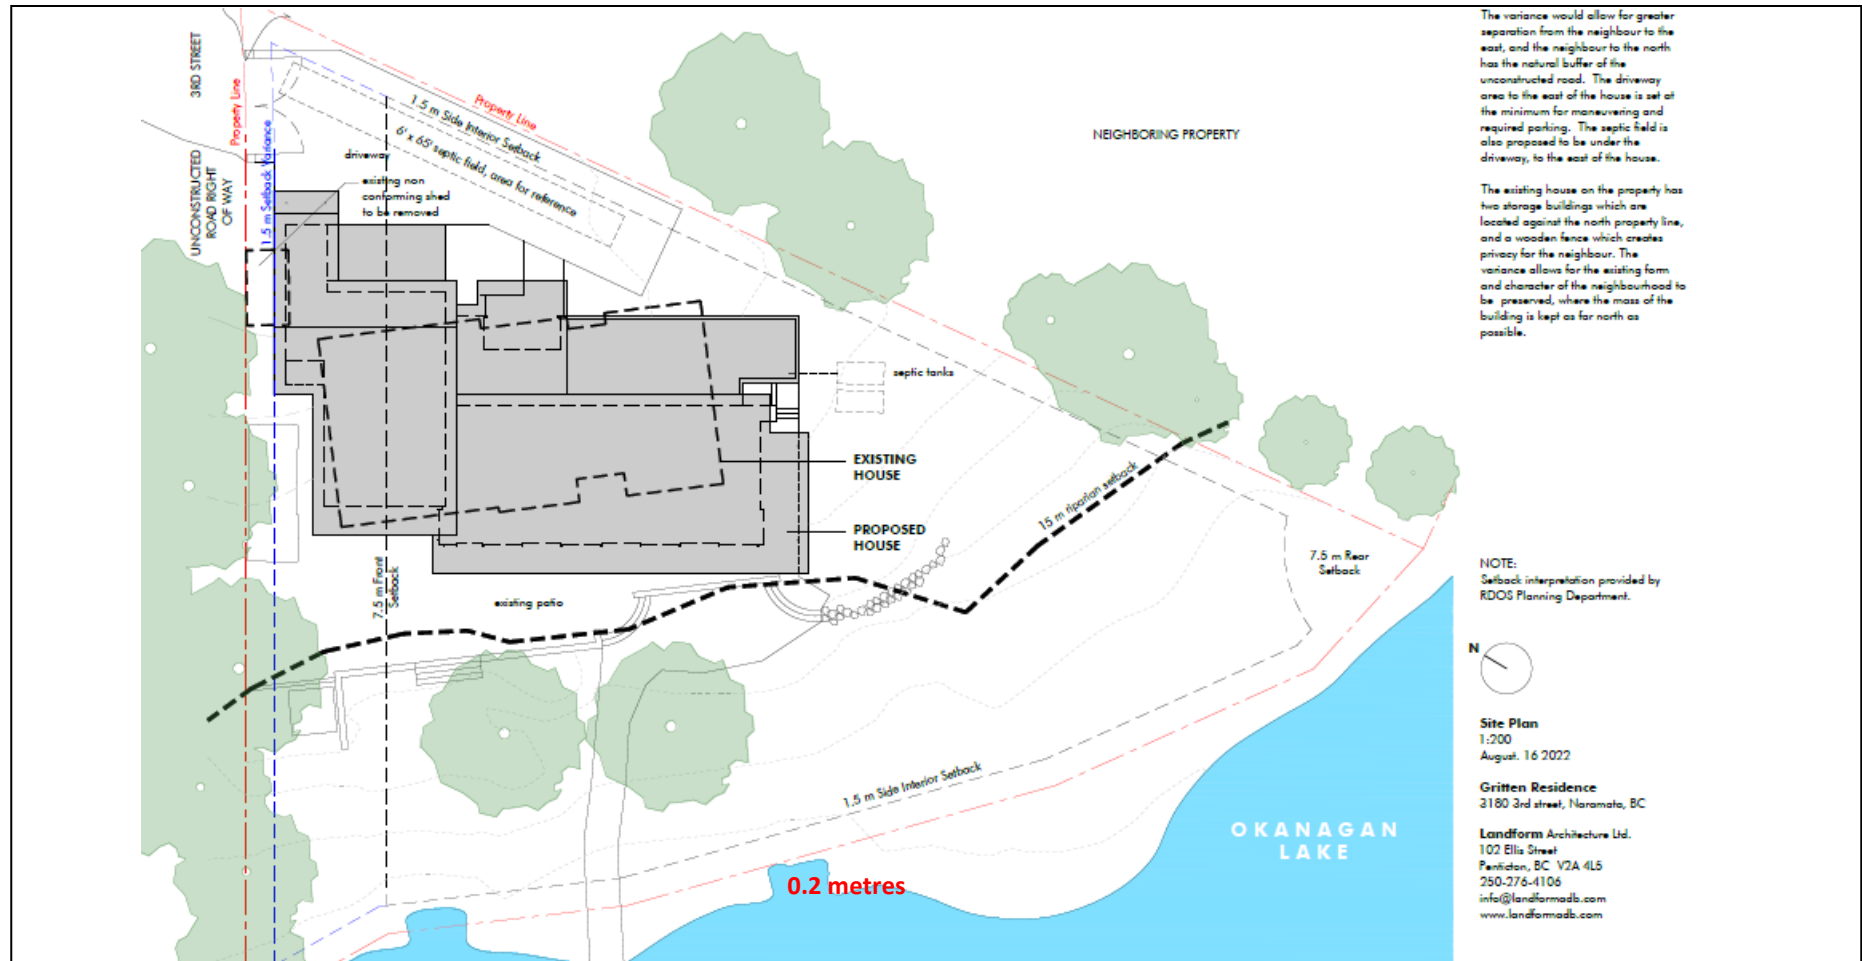 3RD STREET
Property Line
1.5 m Setback Variance
UNCONSTRUCTED
ROAD RIGHT
OF WAY
driveway
existing non
conforming shed
to be removed
Property Line
1.5 m Side Interior Setback
6' x 65' septic field, area for reference
NEIGHBORING PROPERTY
septic tanks
EXISTING
HOUSE
PROPOSED
HOUSE
15 m riparian setback
7.5 m Front
Setback
existing patio
7.5 m Rear
Setback
1.5 m Side Interior Setback
0.2 metres
OKANAGAN
LAKE
The variance would allow for greater
separation from the neighbour to the
east, and the neighbour to the north
has the natural buffer of the
unconstructed road. The driveway
area to the east of the house is set at
the minimum for maneuvering and
required parking. The septic field is
also proposed to be under the
driveway, to the east of the house.
The existing house on the property has
two storage buildings which are
located against the north property line,
and a wooden fence which creates
privacy for the neighbour. The
variance allows for the existing form
and character of the neighbourhood to
be preserved, where the mass of the
building is kept as far north as
possible.
NOTE:
Setback interpretation provided by
RDOS Planning Department.
N
Site Plan
1:200
August. 16 2022
Gritten Residence
3180 3rd street, Naramata, BC
Landform Architecture Ltd.
102 Ellis Street
Penticton, BC V2A 4L5
250-276-4106
info@landformadb.com
www.landformadb.com